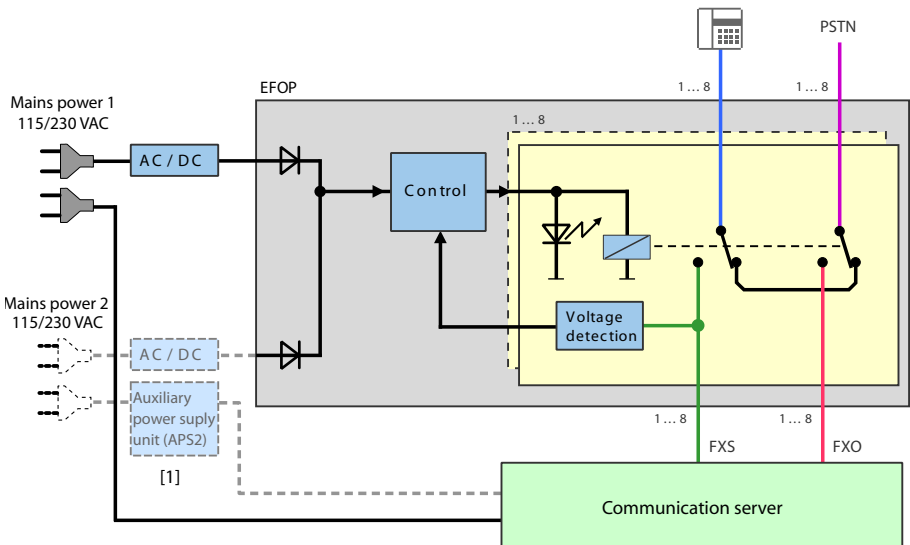 PSTN
1 ... 8
1 ... 8
EFOP
Mains power 1
115/230 VAC
1 ... 8
AC / DC
Control
Mains power 2
115/230 VAC
Voltage
detection
AC / DC
Auxiliary
power suply
unit (APS2)
1 ... 8
1 ... 8
FXS
FXO
[1]
Communication server